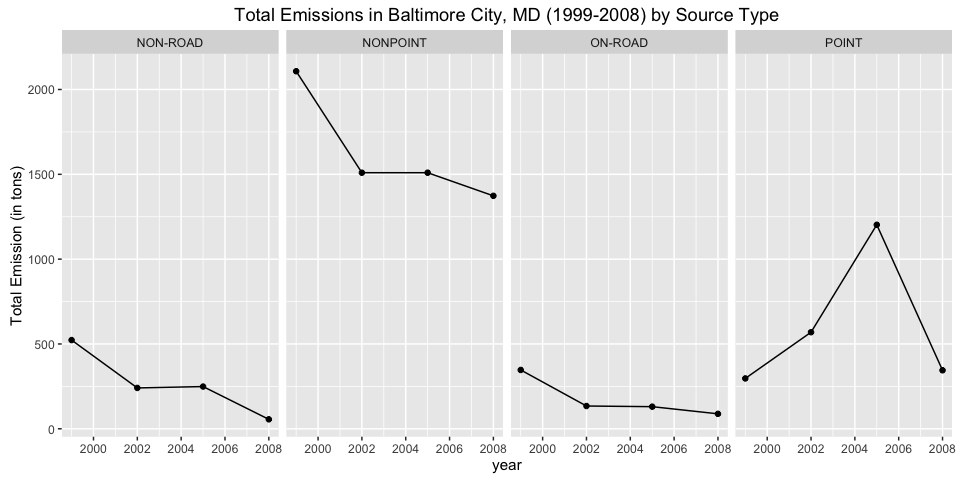 Total Emissions in Baltimore City, MD (1999-2008) by Source Type
NON-ROAD NONPOINT ON-ROAD POINT
Total Emission (in tons)
2000
1500
1000
500
0
2000 2002 2004 2006 2008 2000 2002 2004 2006 2008 2000 2002 2004 2006 2008 2000 2002 2004 2006 2008
year